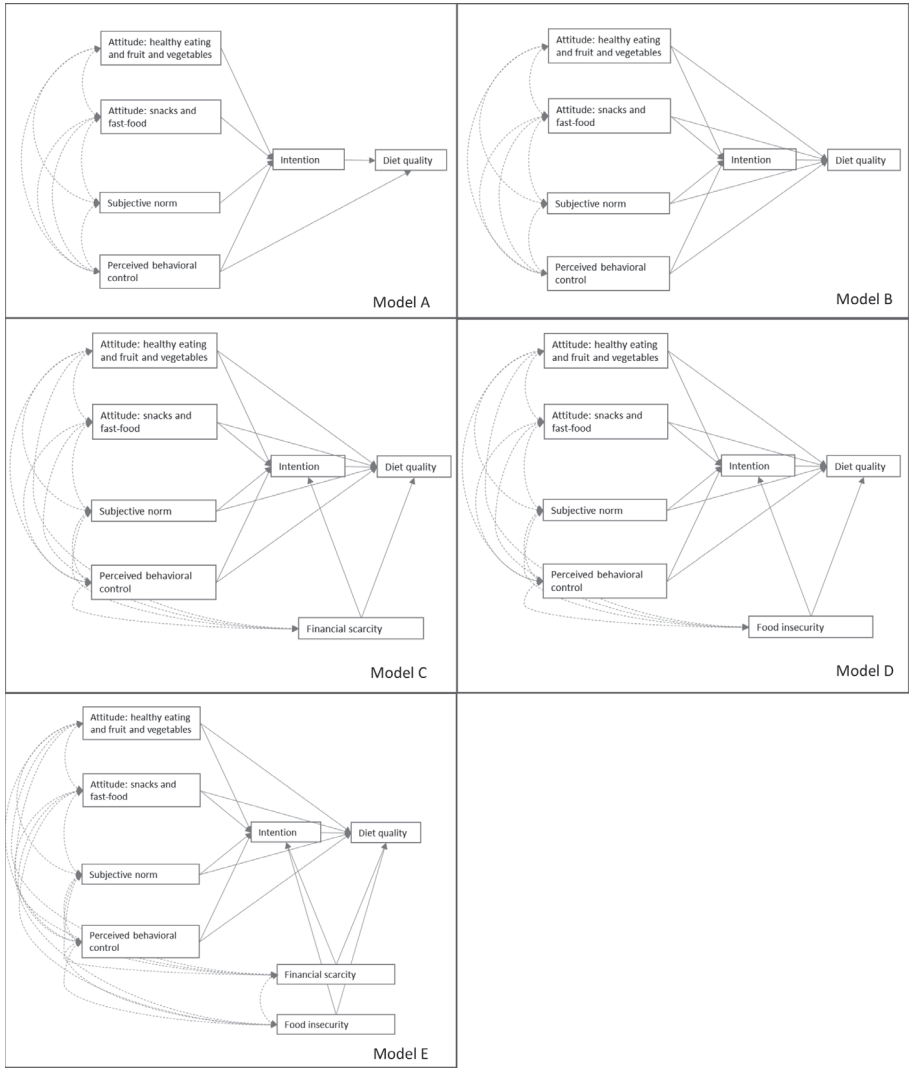 Attitude: healthy eating
and fruit and vegetables
Attitude: snacks and
fast-food
Intention
Diet quality
Subjective norm
Perceived behavioral
control
Model A
Attitude: healthy eating
and fruit and vegetables
Attitude: snacks and
fast-food
Intention
Diet quality
Subjective norm
Perceived behavioral
control
Model B
Attitude: healthy eating
and fruit and vegetables
Attitude: snacks and
fast-food
Intention
Diet quality
Subjective norm
Perceived behavioral
control
Financial scarcity
Model C
Attitude: healthy eating
and fruit and vegetables
Attitude: snacks and
fast-food
Intention
Diet quality
Subjective norm
Perceived behavioral
control
Food insecurity
Model D
Attitude: healthy eating
and fruit and vegetables
Attitude: snacks and
fast-food
Intention
Diet quality
Subjective norm
Perceived behavioral
control
Financial scarcity
Food insecurity
Model E